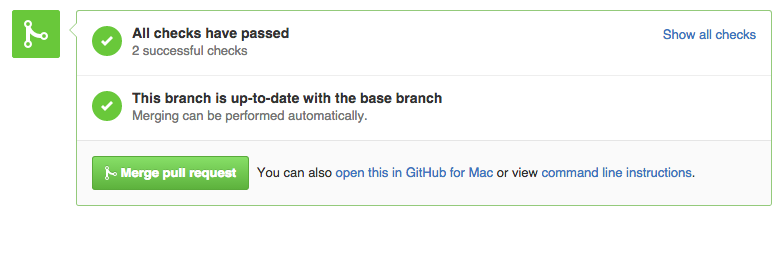 All checks have passed
Show all checks
2 successful checks
This branch is up-to-date with the base branch
Merging can be performed automatically.
Merge pull request You can also open this in GitHub for Mac or view command line instructions.